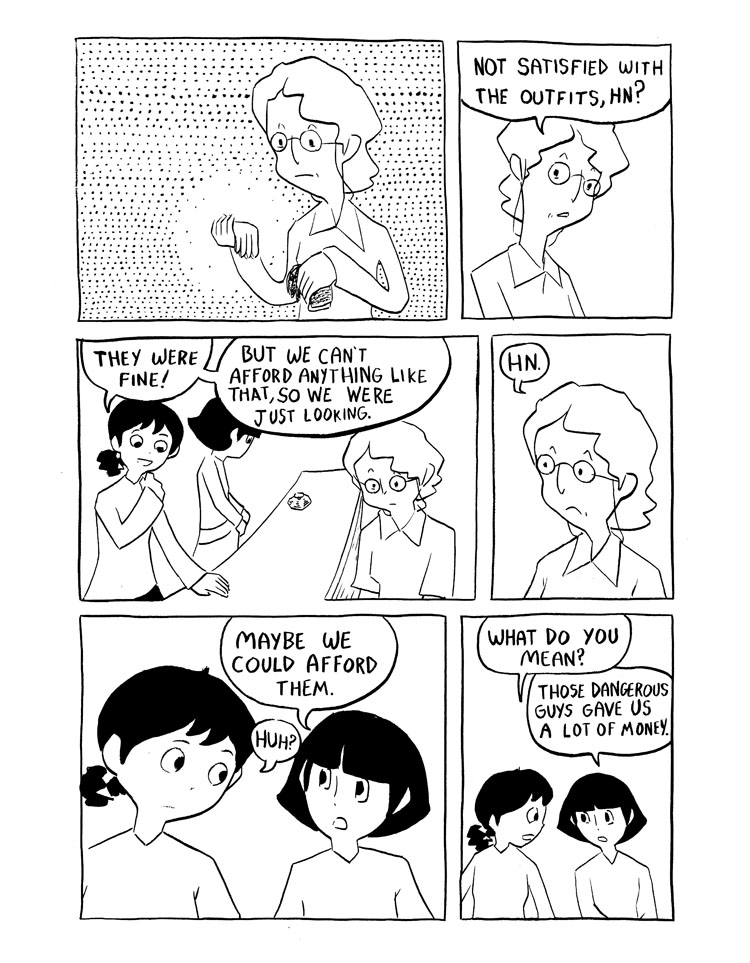 NOT SATISFIED WITH
THE OUTFITS, HN?
THEY WERE
FINE!
BUT WE CAN'T
AFFORD ANYTHING LIKE
THAT, SO WE WERE
JUST LOOKING.
HN.
MAYBE WE
COULD AFFORD
THEM.
HUH?
WHAT DO YOU
MEAN?
THOSE DANGEROUS
GUYS GAVE US
A LOT OF MONEY.